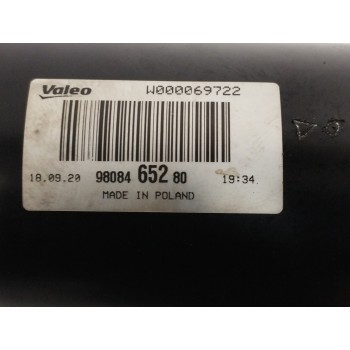 Valeo W000069722
18.09.20 98084 652 80 19:34
MADE IN POLAND